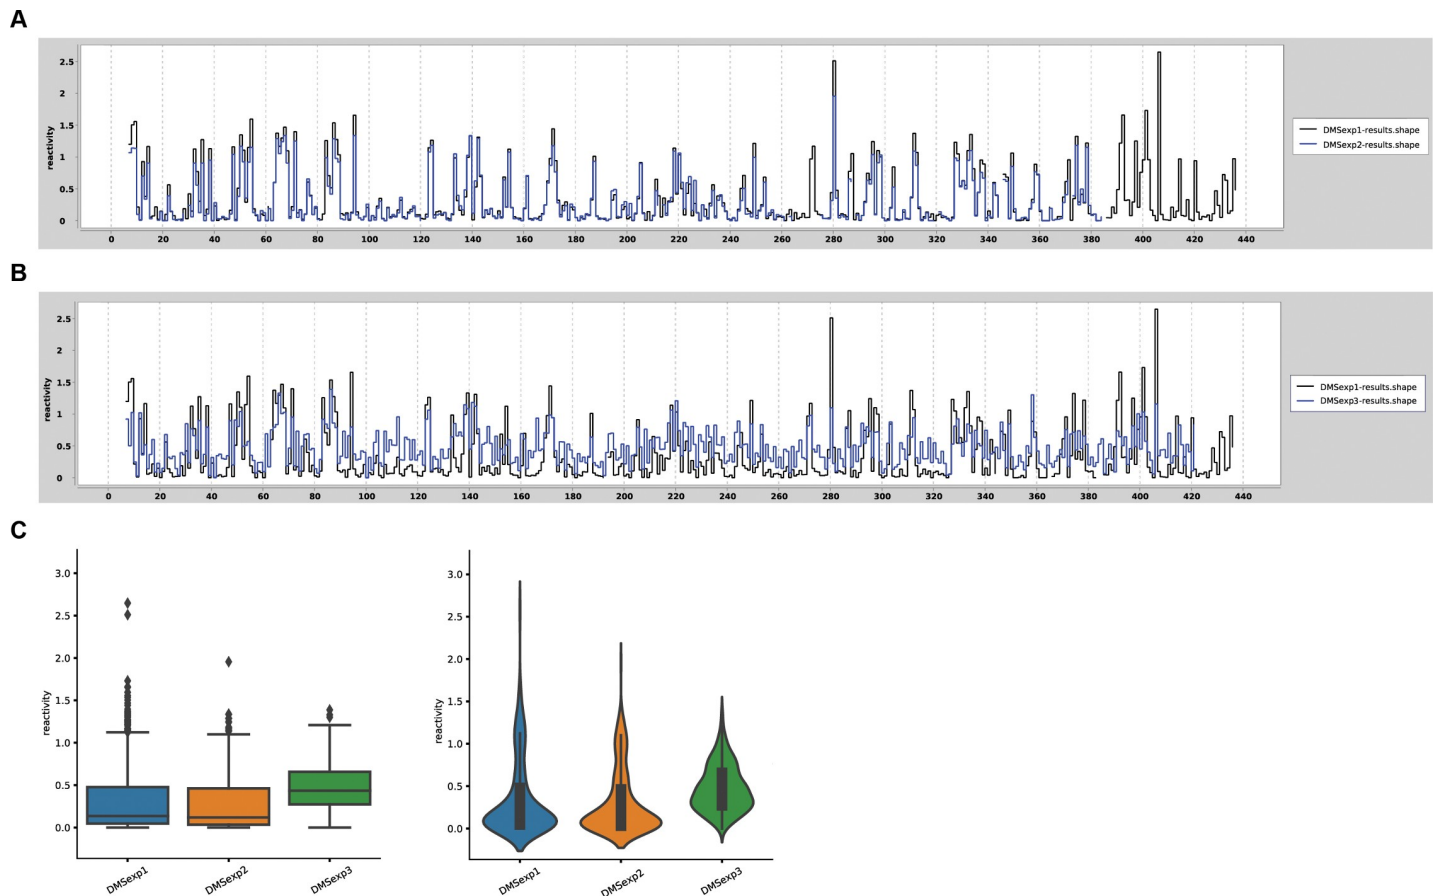 A
2.5
2
1.5
1
0.5
0
reactivity
0 20 40 60 80 100 120 140 160 180 200 220 240 260 280 300 320 340 360 380 400 420 440
DMSexp1-results.shape
DMSexp2-results.shape
B
2.5
2
1.5
1
0.5
0
reactivity
0 20 40 60 80 100 120 140 160 180 200 220 240 260 280 300 320 340 360 380 400 420 440
DMSexp1-results.shape
DMSexp3-results.shape
C
3.0
2.5
2.0
1.5
1.0
0.5
0.0
reactivity
DMSexp1 DMSexp2 DMSexp3
3.0
2.5
2.0
1.5
1.0
0.5
0.0
reactivity
DMSexp1 DMSexp2 DMSexp3